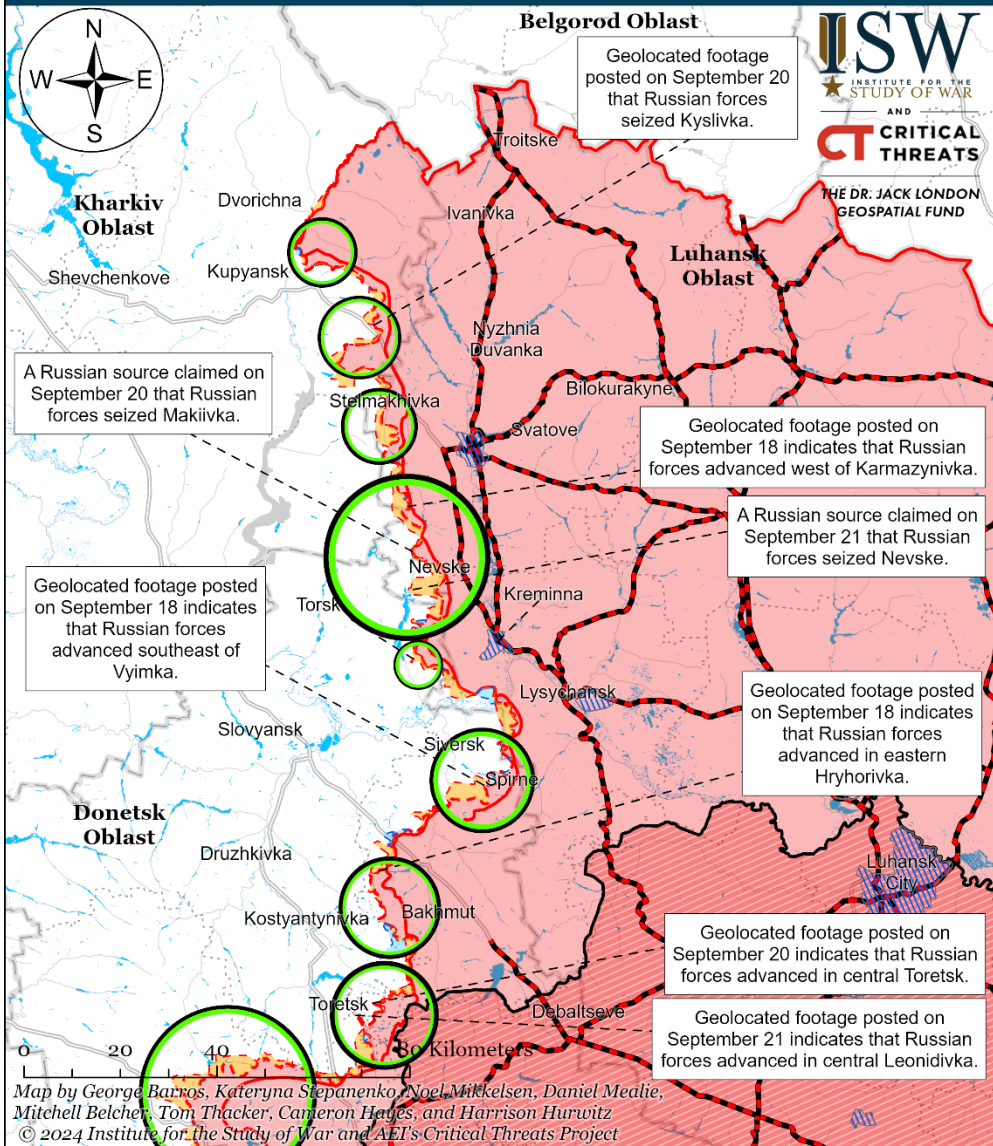 Belgorod Oblast
N
W
E
S
Geolocated footage
posted on September 20
that Russian forces
seized Kyslivka.
ISW
INSTITUTE FOR THE
STUDY OF WAR
AND
CT CRITICAL
THREATS
THE DR. JACK LONDON
GEOSPATIAL FUND
Troitske
Kharkiv
Oblast
Dvorichna
Ivanivka
Shevchenkove
Kupyansk
Luhansk
Oblast
Nyzhnia
Duvanka
A Russian source claimed on
September 20 that Russian
forces seized Makiivka.
Stelmakhivka
Bilokurakyne
Svatove
Geolocated footage posted on
September 18 indicates that Russian
forces advanced west of Karmazynivka.
A Russian source claimed on
September 21 that Russian
forces seized Nevske.
Nevske
Geolocated footage posted
on September 18 indicates
that Russian forces
advanced southeast of
Vyimka.
Torsk
Kreminna
Lysychansk
Geolocated footage posted
on September 18 indicates
that Russian forces
advanced in eastern
Hryhorivka.
Slovyansk
Siversk
Spirne
Donetsk
Oblast
Druzhkivka
Luhansk
City
Kostyantynivka
Bakhmut
Geolocated footage posted on
September 20 indicates that Russian
forces advanced in central Toretsk.
Toretsk
Debaltseve
Geolocated footage posted on
September 21 indicates that Russian
forces advanced in central Leonidivka.
0 20 40 80 Kilometers
Map by George Barros, Kateryna Stepanenko, Noel Mikkelsen, Daniel Mealie,
Mitchell Belcher, Tom Thacker, Cameron Hayes, and Harrison Hurwitz
© 2024 Institute for the Study of War and AEI's Critical Threats Project